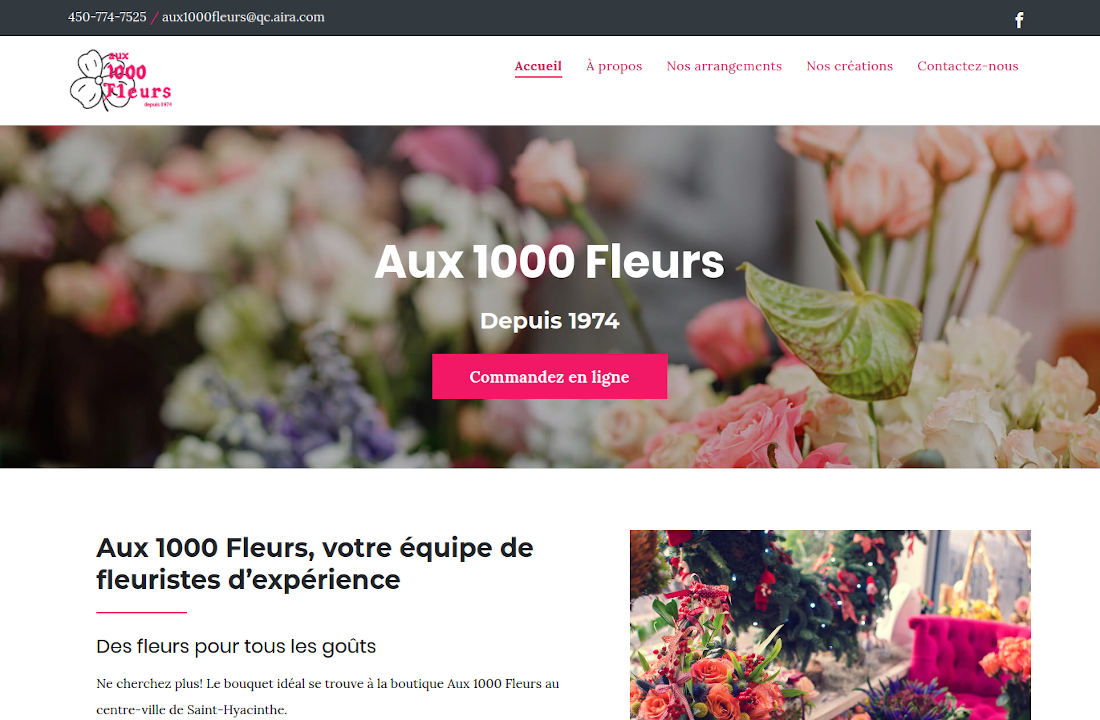 450-774-7525 / aux1000fleurs@qc.aira.com
aux
1000
Fleurs
depuis 1974
Accueil À propos Nos arrangements Nos créations Contactez-nous
Aux 1000 Fleurs
Depuis 1974
Commandez en ligne
Aux 1000 Fleurs, votre équipe de
fleuristes d’expérience
Des fleurs pour tous les goûts
Ne cherchez plus! Le bouquet idéal se trouve à la boutique Aux 1000 Fleurs au
centre-ville de Saint-Hyacinthe.